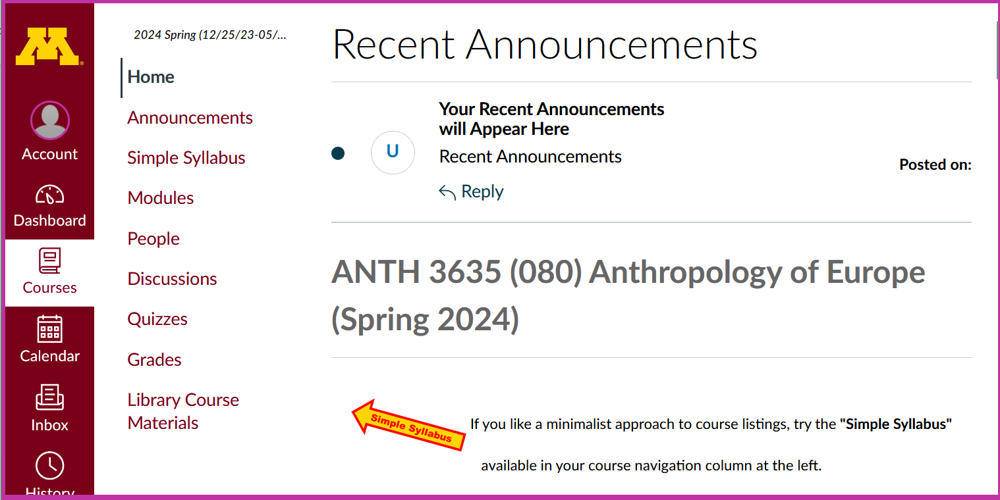 M
Account
Dashboard
Courses
Calendar
Inbox
History
2024 Spring (12/25/23-05/...
Home
Announcements
Simple Syllabus
Modules
People
Discussions
Quizzes
Grades
Library Course
Materials
Recent Announcements
Your Recent Announcements
will Appear Here
U
Recent Announcements
Posted on:
Reply
ANTH 3635 (080) Anthropology of Europe
(Spring 2024)
Simple Syllabus
If you like a minimalist approach to course listings, try the "Simple Syllabus"
available in your course navigation column at the left.